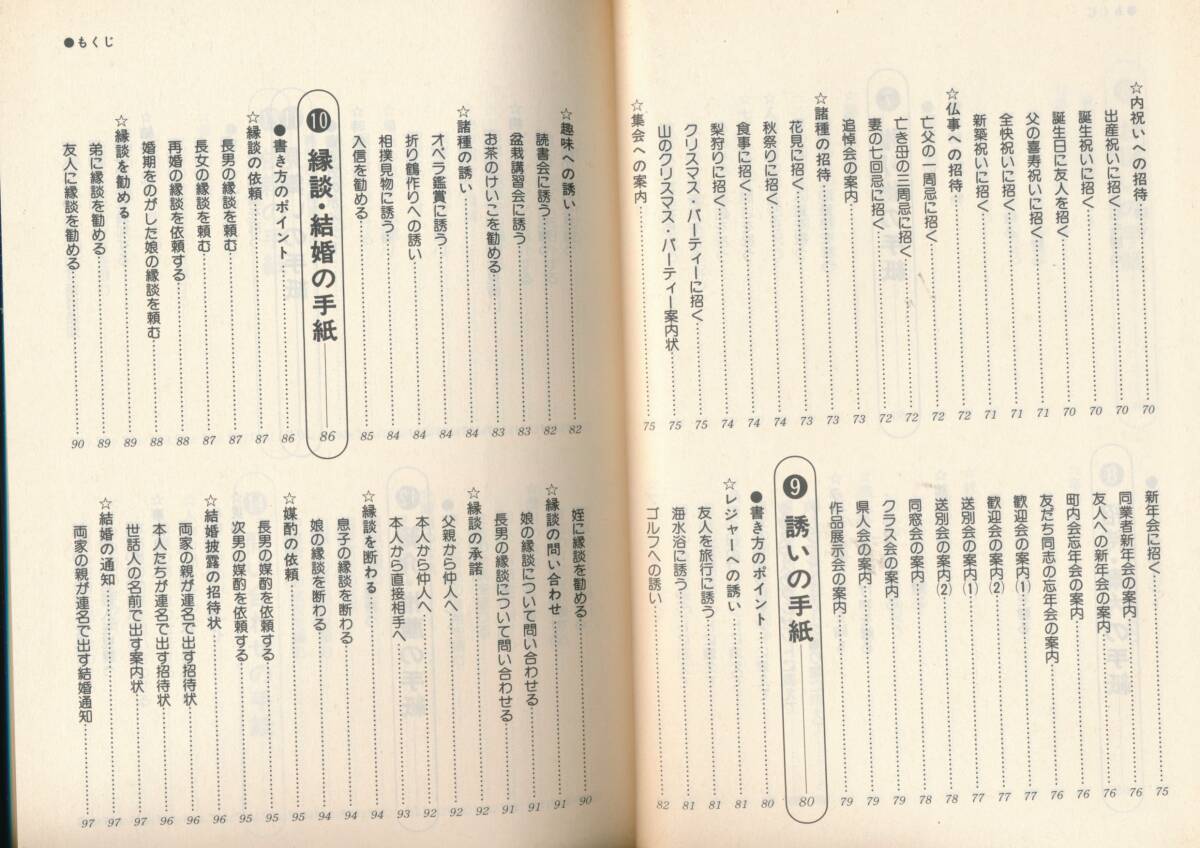 ●もくじ
☆内祝いへの招待……70
出産祝いに招く……70
誕生祝いに招く……70
誕生日に友人を招く……70
父の喜寿祝いに招く……71
全快祝いに招く……71
新築祝いに招く……71
☆仏事への招待……72
亡父の一周忌に招く……72
亡き母の三周忌に招く……72
妻の七回忌に招く……72
追悼会の案内……73
☆諸種の招待……73
花見に招く……73
秋祭りに招く……74
食事に招く……74
梨狩りに招く……74
クリスマス・パーティーに招く……75
山のクリスマス・パーティー案内状……75
☆集会への案内……75
新年会に招く……75
同業者新年会の案内……76
友人への新年会の案内……76
町内会忘年会の案内……76
友だち同志の忘年会の案内……76
歓迎会の案内(1)……77
歓迎会の案内(2)……77
送別会の案内(1)……77
送別会の案内(2)……78
同窓会の案内……78
クラス会の案内……78
県人会の案内……79
作品展示会の案内……79
❾ 誘いの手紙――80
●書き方のポイント……80
☆レジャーへの誘い……81
友人を旅行に誘う……81
海水浴に誘う……81
ゴルフへの誘い……82
☆趣味への誘い……82
読書会に誘う……82
盆栽講習会に誘う……83
お茶のけいこを勧める……83
☆諸種の誘い……84
オペラ鑑賞に誘う……84
折り鶴作りへの誘い……84
相撲見物に誘う……84
入信を勧める……85
❿ 縁談・結婚の手紙――86
●書き方のポイント……86
☆縁談の依頼……87
長男の縁談を頼む……87
長女の縁談を頼む……87
再婚の縁談を依頼する……88
婚期をのがした娘の縁談を頼む……88
☆縁談を勧める……89
弟に縁談を勧める……89
友人に縁談を勧める……90
姪に縁談を勧める……90
☆縁談の問い合わせ……91
娘の縁談について問い合わせる……91
長男の縁談について問い合わせる……91
☆縁談の承諾……92
父親から仲人へ……92
本人から仲人へ……92
本人から直接相手へ……93
☆縁談を断わる……94
息子の縁談を断わる……94
娘の縁談を断わる……94
☆媒酌の依頼……95
長男の媒酌を依頼する……95
次男の媒酌を依頼する……95
☆結婚披露の招待状……96
両家の親が連名で出す招待状……96
本人たちが連名で出す招待状……96
世話人の名前で出す案内状……97
☆結婚の通知……97
両家の親が連名で出す結婚通知……97